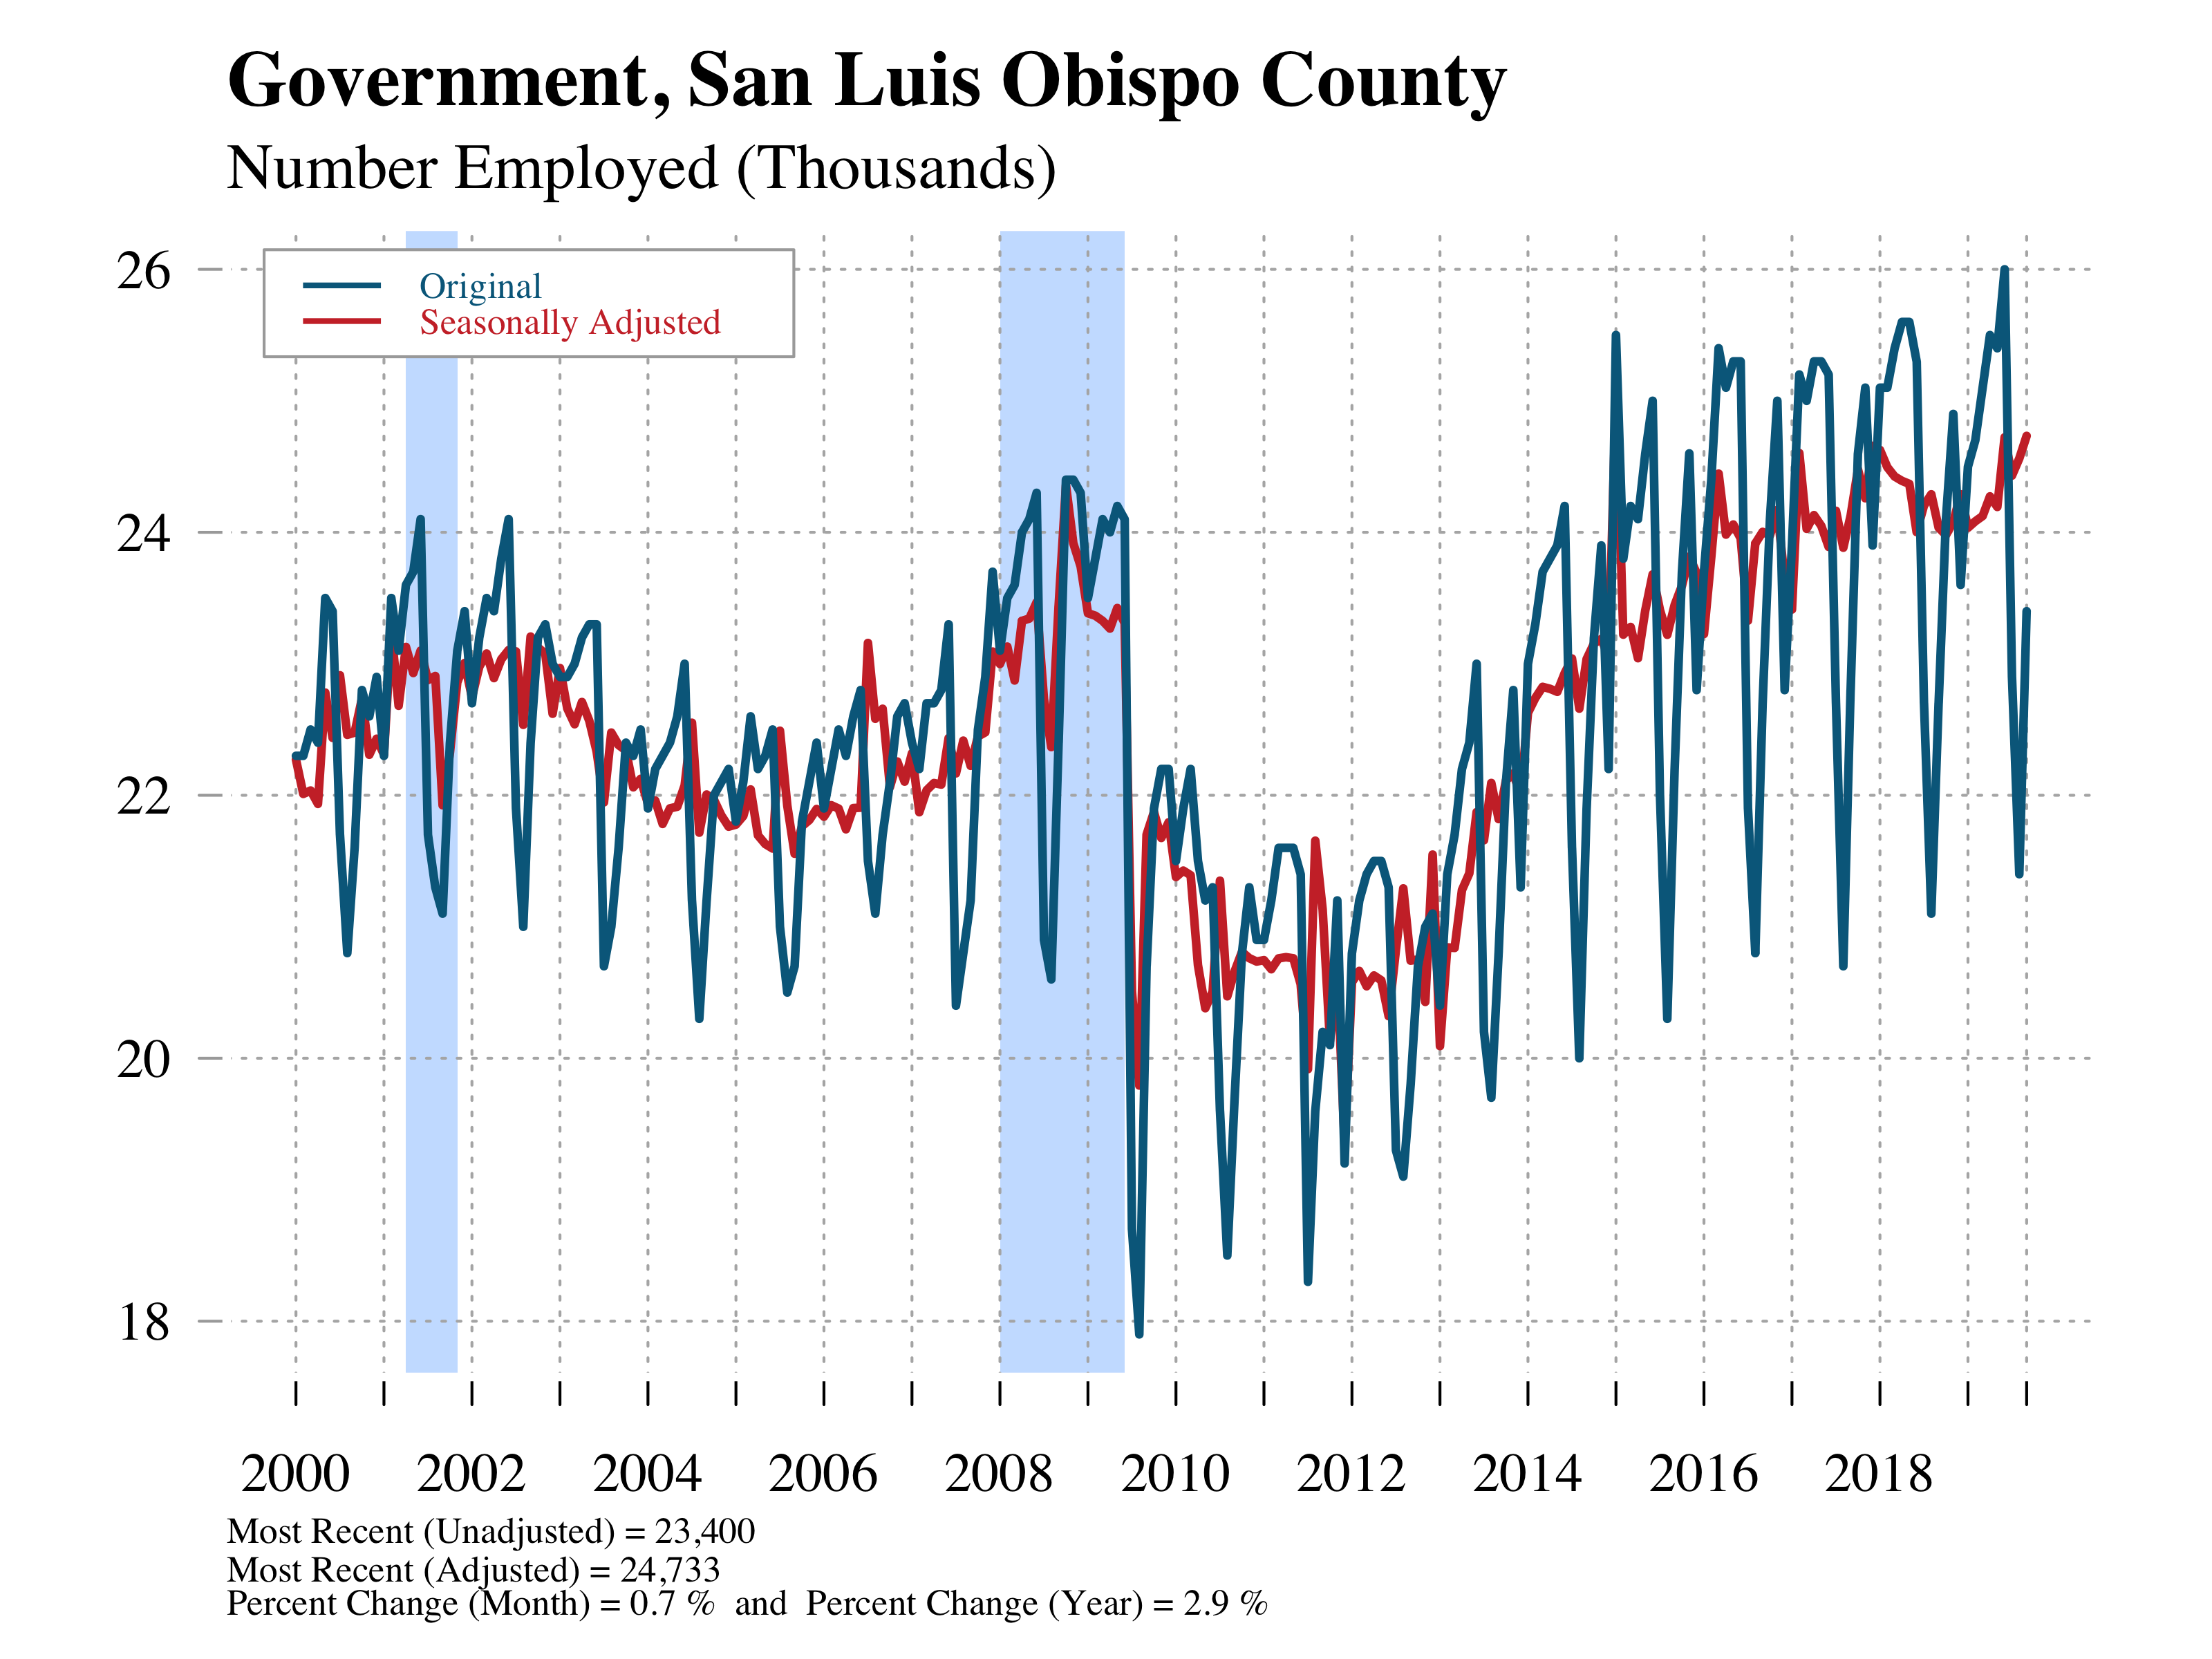 Government, San Luis Obispo County
Number Employed (Thousands)
Original
Seasonally Adjusted
26
24
22
20
18
2000 2002 2004 2006 2008 2010 2012 2014 2016 2018
Most Recent (Unadjusted) = 23,400
Most Recent (Adjusted) = 24,733
Percent Change (Month) = 0.7 % and Percent Change (Year) = 2.9 %